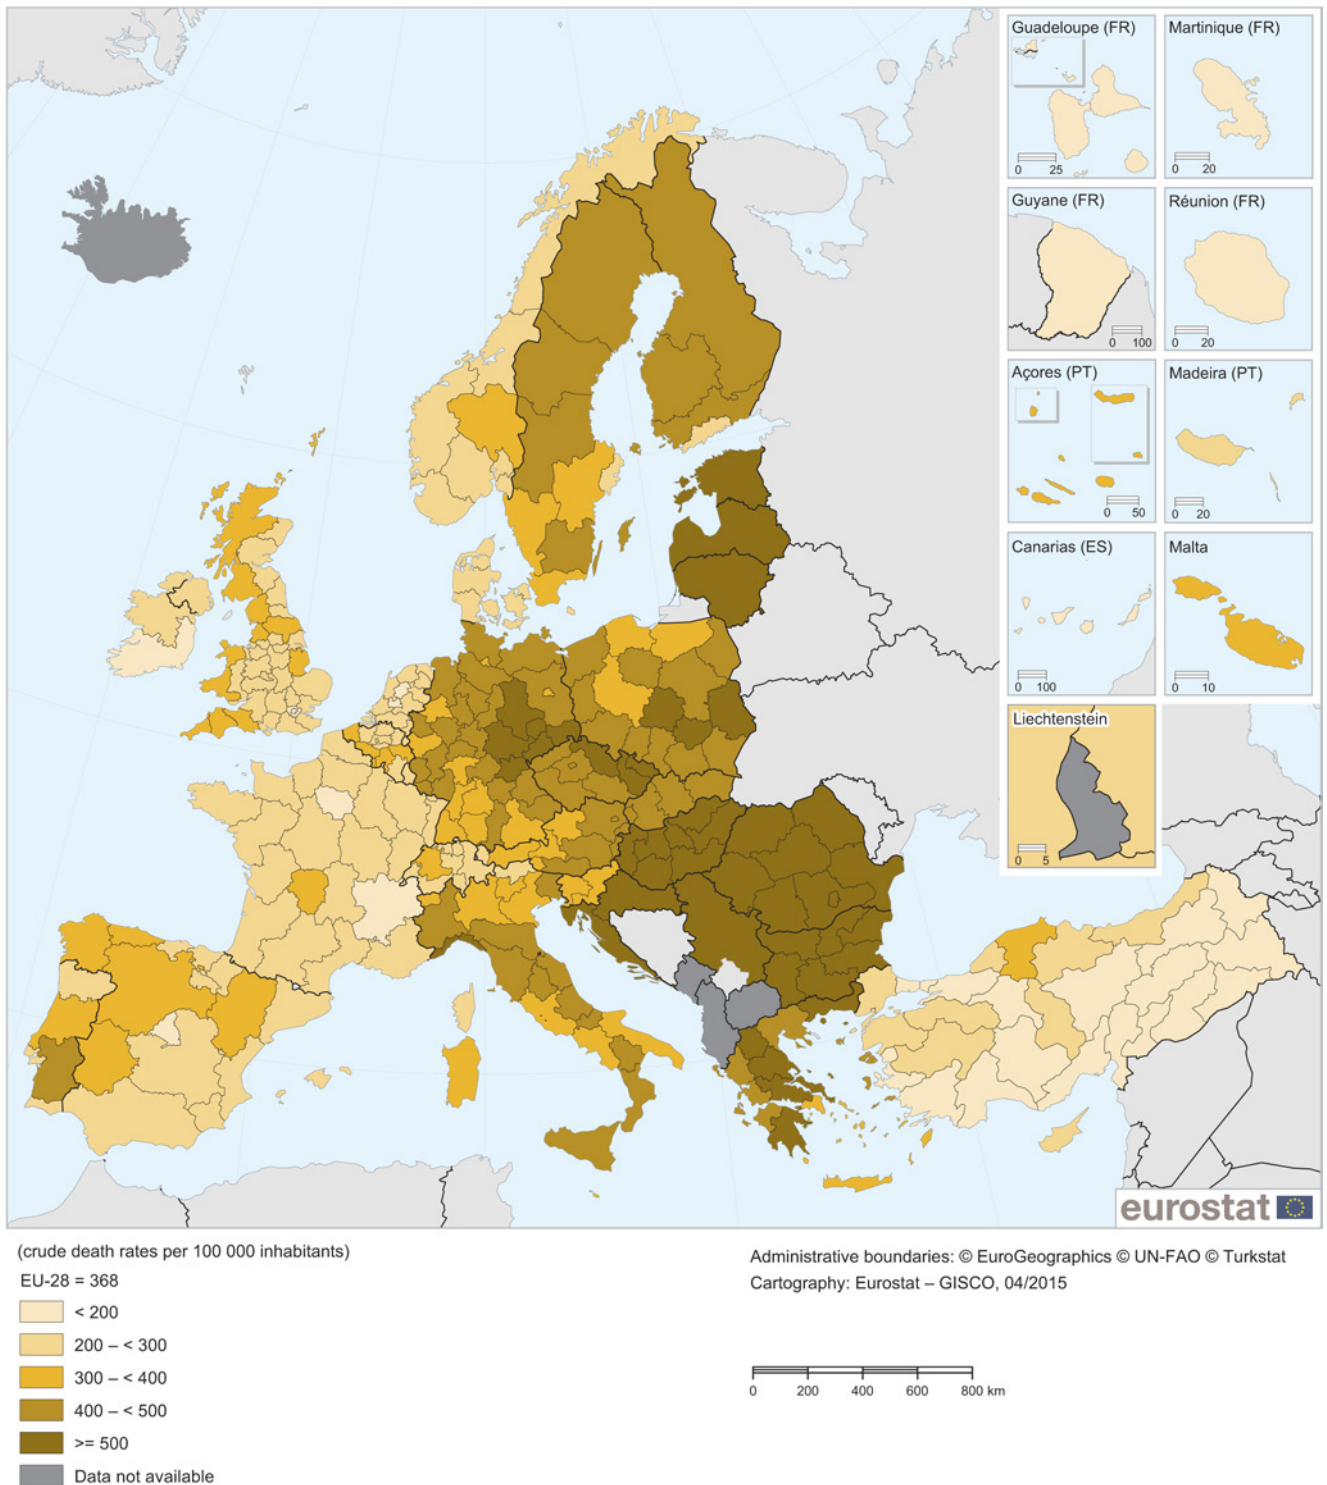 Guadeloupe (FR)
0 25
Martinique (FR)
0 20
Guyane (FR)
0 100
Réunion (FR)
0 20
Açores (PT)
0 50
Madeira (PT)
0 20
Canarias (ES)
0 100
Malta
0 10
Liechtenstein
0 5
eurostat
(crude death rates per 100 000 inhabitants)
EU-28 = 368
< 200
200 – < 300
300 – < 400
400 – < 500
>= 500
Data not available
Administrative boundaries: © EuroGeographics © UN-FAO © Turkstat
Cartography: Eurostat – GISCO, 04/2015
0 200 400 600 800 km